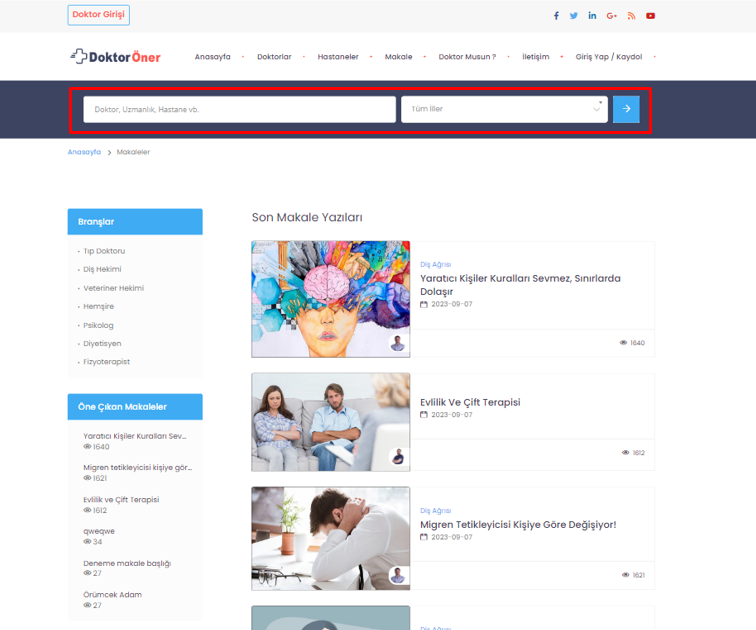 Doktor Girişi
DoktorÖner
Anasayfa
Doktorlar
Hastaneler
Makale
Doktor Musun ?
İletişim
Giriş Yap / Kaydol
Doktor, Uzmanlık, Hastane vb.
Tüm İller
Anasayfa > Makaleler
Branşlar
Tıp Doktoru
Diş Hekimi
Veteriner Hekimi
Hemşire
Psikolog
Diyetisyen
Fizyoterapist
Öne Çıkan Makaleler
Yaratıcı Kişiler Kuralları Sev...
1640
Migren tetikleyicisi kişiye gör...
1621
Evlilik ve Çift Terapisi
1612
qweqwe
34
Deneme makale başlığı
27
Örümcek Adam
27
Son Makale Yazıları
Diş Ağrısı
Yaratıcı Kişiler Kuralları Sevmez, Sınırlarda
Dolaşır
2023-09-07
1640
Evlilik Ve Çift Terapisi
2023-09-07
1612
Diş Ağrısı
Migren Tetikleyicisi Kişiye Göre Değişiyor!
2023-09-07
1621